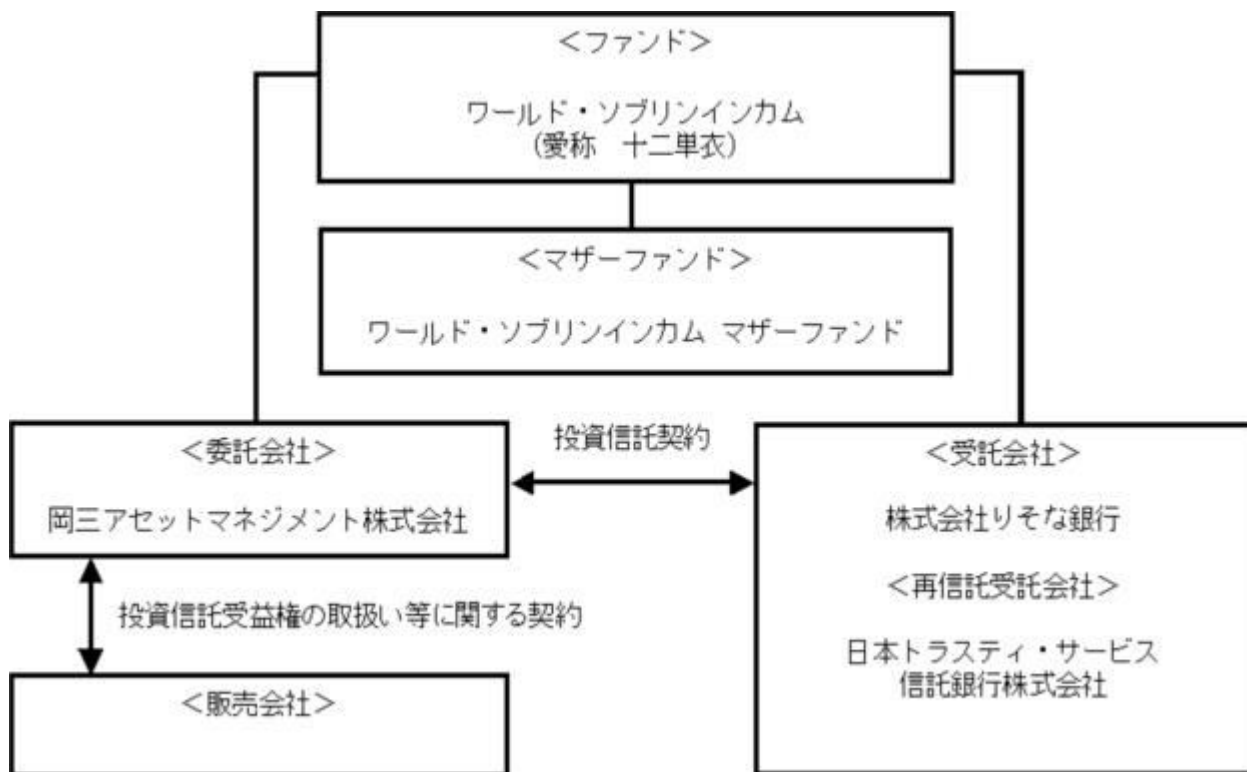 <ファンド>
ワールド・ソブリンインカム
(愛称　十二単衣)
<マザーファンド>
ワールド・ソブリンインカム マザーファンド
<委託会社>
岡三アセットマネジメント株式会社
投資信託契約
<受託会社>
株式会社りそな銀行
<再信託受託会社>
日本トラスティ・サービス
信託銀行株式会社
投資信託受益権の取扱い等に関する契約
<販売会社>